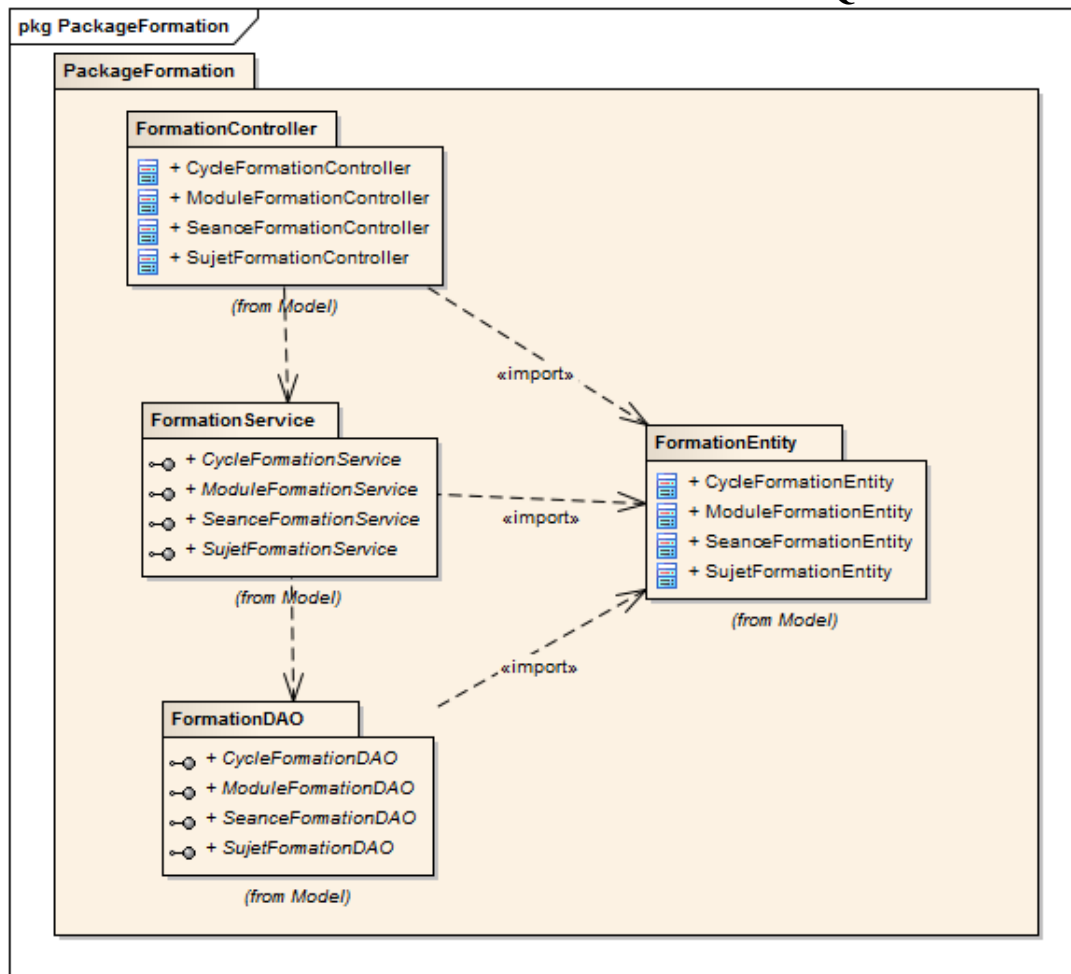 Q
pkg PackageFormation
PackageFormation
FormationController
+ CycleFormationController
+ ModuleFormationController
+ SeanceFormationController
+ SujetFormationController
(from Model)
«import»
FormationService
+ CycleFormationService
+ ModuleFormationService
+ SeanceFormationService
+ SujetFormationService
(from Model)
«import»
FormationEntity
+ CycleFormationEntity
+ ModuleFormationEntity
+ SeanceFormationEntity
+ SujetFormationEntity
(from Model)
«import»
FormationDAO
+ CycleFormationDAO
+ ModuleFormationDAO
+ SeanceFormationDAO
+ SujetFormationDAO
(from Model)